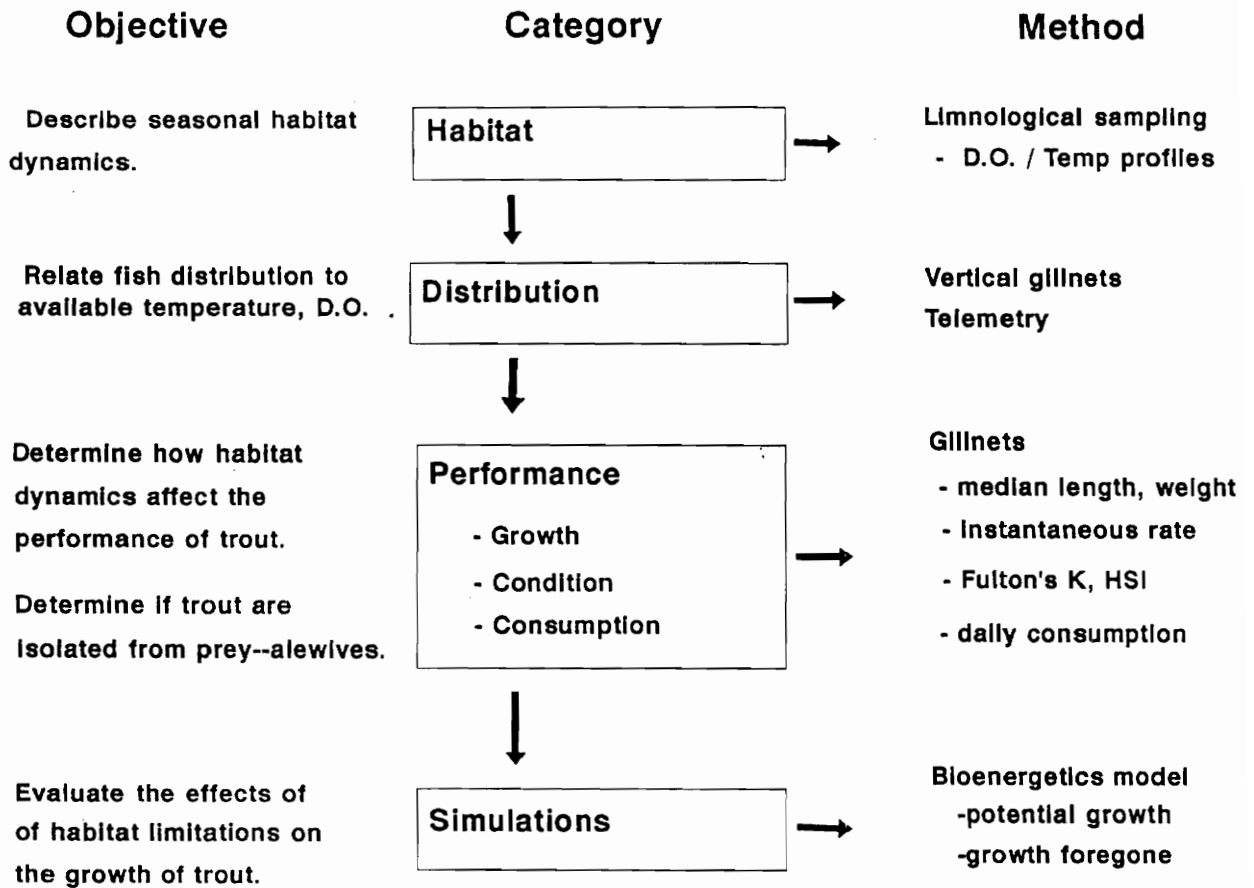 Objective
Category
Method
Describe seasonal habitat
dynamics.
Habitat
Limnological sampling
- D.O. / Temp profiles
Relate fish distribution to
available temperature, D.O. .
Distribution
Vertical gillnets
Telemetry
Determine how habitat
dynamics affect the
performance of trout.
Determine if trout are
isolated from prey--alewives.
Performance
- Growth
- Condition
- Consumption
Gillnets
- median length, weight
- instantaneous rate
- Fulton's K, HSI
- daily consumption
Evaluate the effects of
of habitat limitations on
the growth of trout.
Simulations
Bioenergetics model
-potential growth
-growth foregone